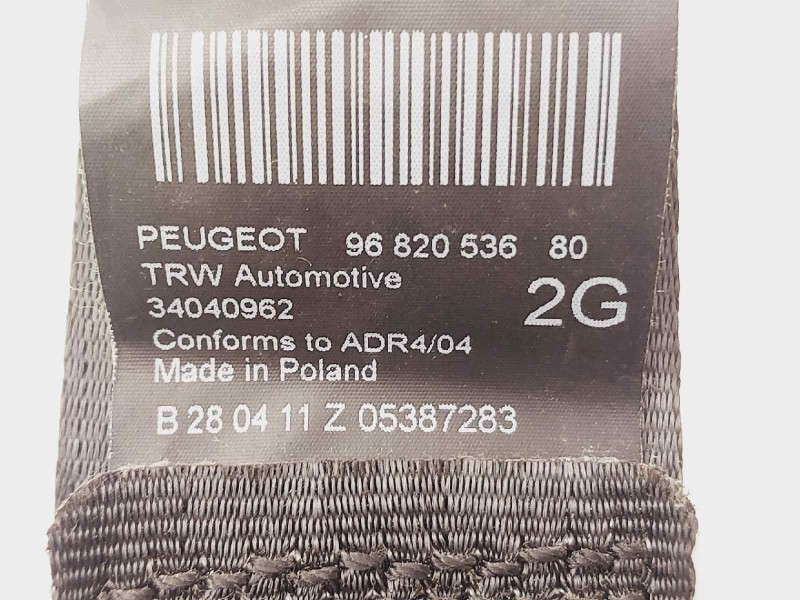 PEUGEOT 96 820 536 80
TRW Automotive
34040962
2G
Conforms to ADR4/04
Made in Poland
B 28 04 11 Z 05387283